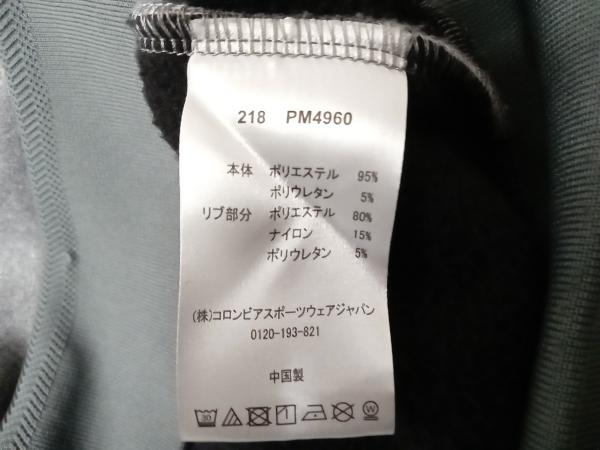 218 PM4960
本体 ポリエステル 95%
ポリウレタン 5%
リブ部分 ポリエステル 80%
ナイロン 15%
ポリウレタン 5%
(株)コロンビアスポーツウェアジャパン
0120-193-821
中国製
30 W